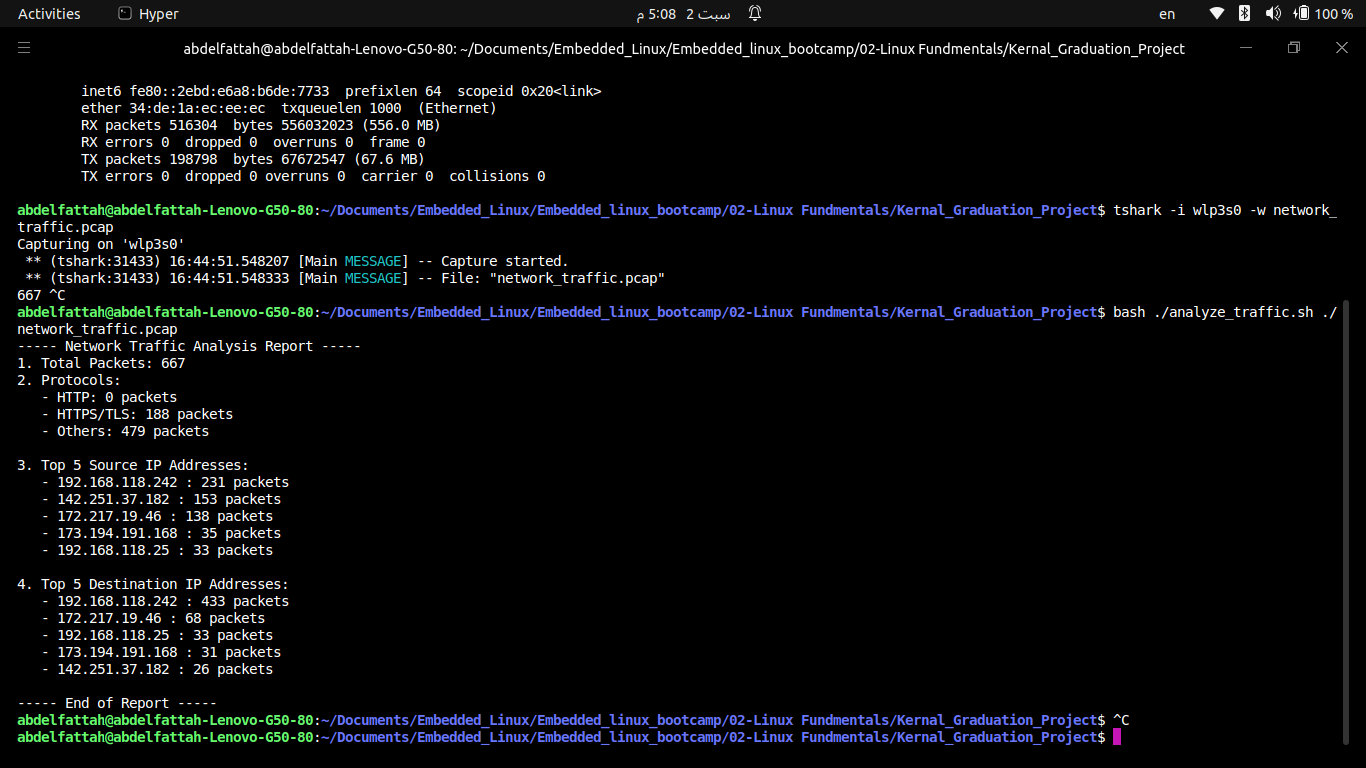 Activities Hyper سبت 2 5:08 م en 100 %
abdelfattah@abdelfattah-Lenovo-G50-80: ~/Documents/Embedded_Linux/Embedded_linux_bootcamp/02-Linux Fundmentals/Kernal_Graduation_Project
inet6 fe80::2ebd:e6a8:b6de:7733  prefixlen 64  scopeid 0x20<link>
ether 34:de:1a:ec:ee:ec  txqueuelen 1000  (Ethernet)
RX packets 516304  bytes 556032023 (556.0 MB)
RX errors 0  dropped 0  overruns 0  frame 0
TX packets 198798  bytes 67672547 (67.6 MB)
TX errors 0  dropped 0 overruns 0  carrier 0  collisions 0
abdelfattah@abdelfattah-Lenovo-G50-80:~/Documents/Embedded_Linux/Embedded_linux_bootcamp/02-Linux Fundmentals/Kernal_Graduation_Project$ tshark -i wlp3s0 -w network_
traffic.pcap
Capturing on 'wlp3s0'
 ** (tshark:31433) 16:44:51.548207 [Main MESSAGE] -- Capture started.
 ** (tshark:31433) 16:44:51.548333 [Main MESSAGE] -- File: "network_traffic.pcap"
667 ^C
abdelfattah@abdelfattah-Lenovo-G50-80:~/Documents/Embedded_Linux/Embedded_linux_bootcamp/02-Linux Fundmentals/Kernal_Graduation_Project$ bash ./analyze_traffic.sh ./
network_traffic.pcap
----- Network Traffic Analysis Report -----
1. Total Packets: 667
2. Protocols:
   - HTTP: 0 packets
   - HTTPS/TLS: 188 packets
   - Others: 479 packets
3. Top 5 Source IP Addresses:
   - 192.168.118.242 : 231 packets
   - 142.251.37.182 : 153 packets
   - 172.217.19.46 : 138 packets
   - 173.194.191.168 : 35 packets
   - 192.168.118.25 : 33 packets
4. Top 5 Destination IP Addresses:
   - 192.168.118.242 : 433 packets
   - 172.217.19.46 : 68 packets
   - 192.168.118.25 : 33 packets
   - 173.194.191.168 : 31 packets
   - 142.251.37.182 : 26 packets
----- End of Report -----
abdelfattah@abdelfattah-Lenovo-G50-80:~/Documents/Embedded_Linux/Embedded_linux_bootcamp/02-Linux Fundmentals/Kernal_Graduation_Project$ ^C
abdelfattah@abdelfattah-Lenovo-G50-80:~/Documents/Embedded_Linux/Embedded_linux_bootcamp/02-Linux Fundmentals/Kernal_Graduation_Project$